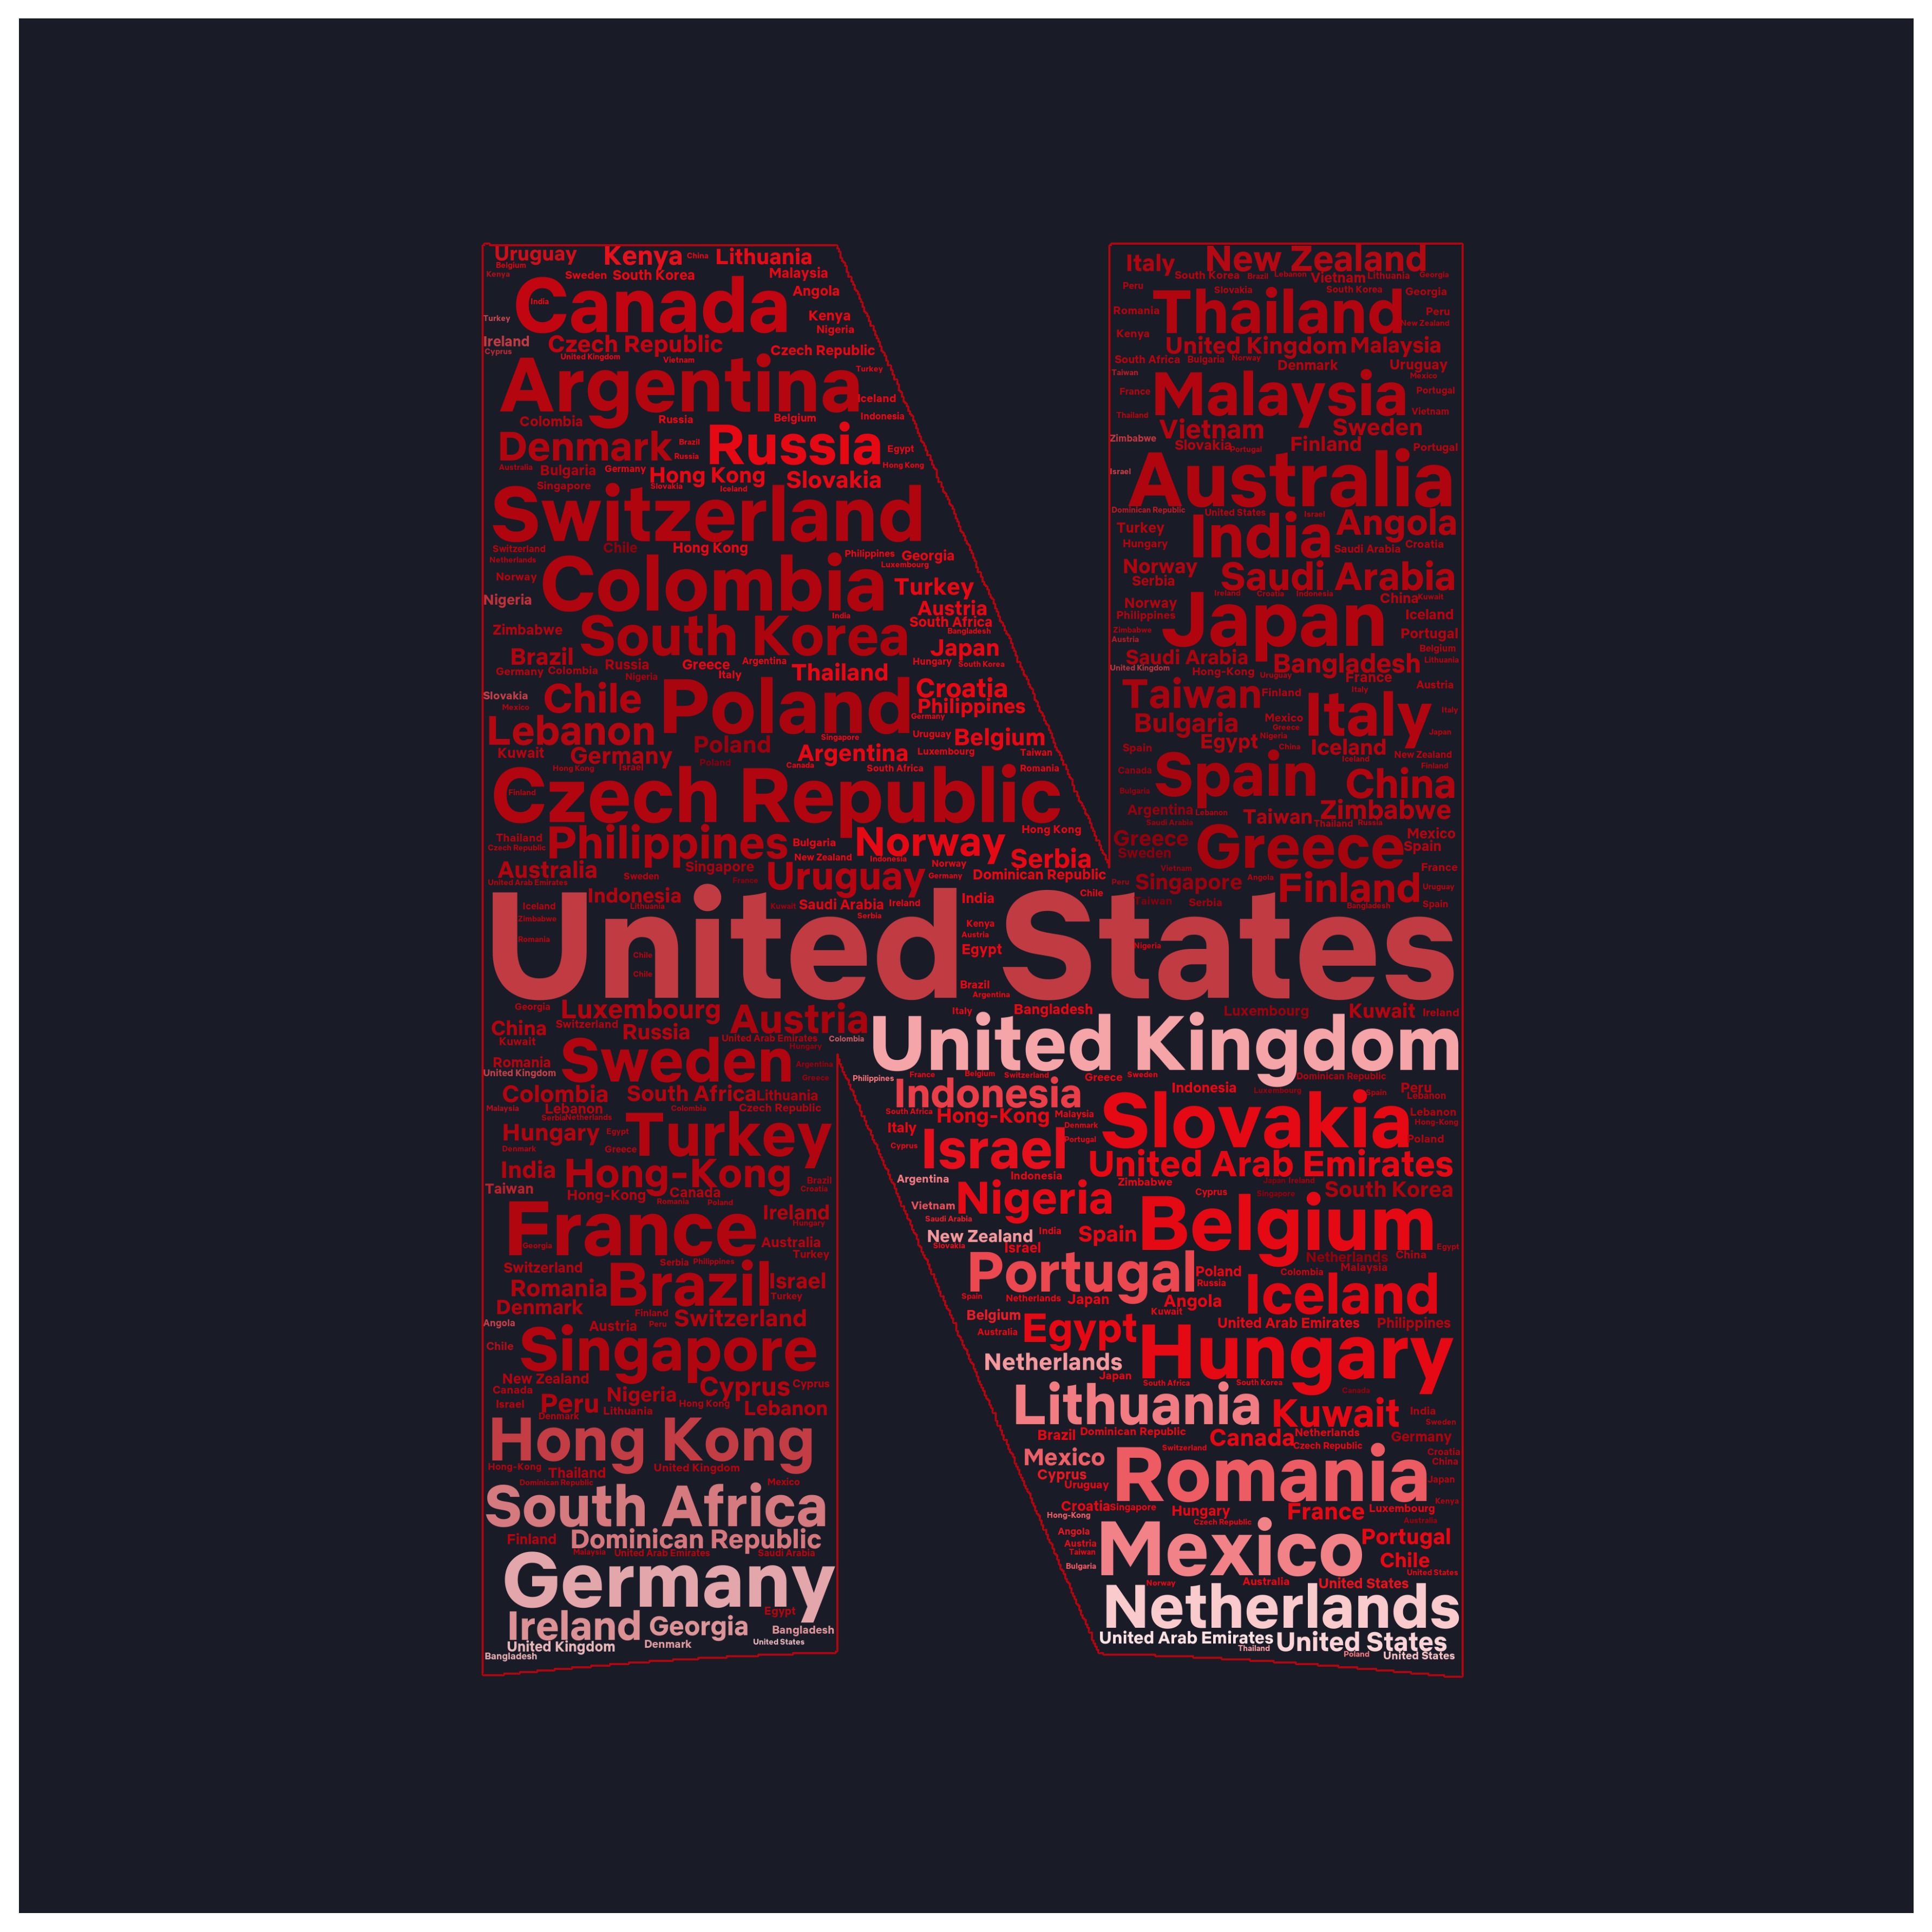 Uruguay Kenya China Lithuania
Belgium
Kenya Sweden South Korea Malaysia
India Canada Angola
Turkey Kenya
Nigeria
Ireland Czech Republic Czech Republic
Cyprus United Kingdom Vietnam
Argentina Turkey
Iceland
Colombia Russia Belgium Indonesia
Denmark Brazil Russia Egypt
Russia Hong Kong
Australia Bulgaria Germany Hong Kong Slovakia
Singapore Slovakia Iceland
Switzerland
Switzerland Chile Hong Kong Philippines Georgia
Netherlands Luxembourg
Norway Colombia Turkey
Nigeria Austria
India South Africa
Zimbabwe South Korea Bangladesh
Brazil Russia Greece Argentina Japan
Germany Colombia Nigeria Italy Thailand Hungary South Korea
Slovakia Chile Poland Croatia
Mexico Philippines
Germany
Lebanon Poland Singapore Uruguay Belgium
Kuwait Germany Argentina Luxembourg Taiwan
Hong Kong Israel Poland Canada South Africa Romania
Finland Czech Republic
Thailand Philippines Bulgaria Norway Hong Kong
Czech Republic New Zealand Indonesia Norway Serbia
Australia Sweden Singapore Uruguay Germany Dominican Republic
United Arab Emirates France
Italy New Zealand
South Korea Brazil Lebanon Vietnam Lithuania Georgia
Peru Slovakia South Korea Georgia
Romania Thailand Peru
New Zealand
Kenya United Kingdom Malaysia
South Africa Bulgaria Norway Denmark Uruguay
Taiwan Mexico
France Malaysia Portugal
Thailand Vietnam
Zimbabwe Vietnam Sweden
Slovakia Portugal Finland Portugal
Israel Australia
Dominican Republic United States Israel
Turkey India Angola
Hungary Saudi Arabia Croatia
Norway Saudi Arabia
Serbia
Ireland Croatia Indonesia China Kuwait
Norway Japan Iceland
Philippines
Zimbabwe Portugal
Austria Belgium
Saudi Arabia Bangladesh Lithuania
United Kingdom Hong-Kong Uruguay France
Taiwan Finland Italy Austria
Bulgaria Mexico Italy Italy
Greece Japan
Spain Egypt Nigeria China Iceland New Zealand
Iceland Finland
Canada Spain China
Bulgaria
Argentina Lebanon Taiwan Zimbabwe
Saudi Arabia Thailand Russia
Greece Greece Mexico
Sweden Spain
Vietnam France
Peru Singapore Angola Finland Uruguay
Taiwan Serbia Bangladesh Spain
Indonesia Kuwait Saudi Arabia Ireland India Chile
Iceland Lithuania Serbia
Zimbabwe Kenya
Romania Austria
United States
Chile Egypt Nigeria
Chile Brazil
Argentina
Georgia Luxembourg Italy Bangladesh Luxembourg Kuwait Ireland
China Switzerland Russia Austria United Kingdom
Kuwait United Arab Emirates Colombia
Hungary
Romania Sweden Argentina
United Kingdom Greece
Colombia South Africa Lithuania
Malaysia Lebanon Colombia Czech Republic
Serbia Netherlands
Hungary Egypt Turkey
Denmark Greece
India Hong-Kong Brazil
Taiwan Hong-Kong Canada Croatia
Romania Poland
France Ireland
Hungary
Georgia Australia
Serbia Philippines Turkey
Switzerland Brazil Israel
Romania Turkey
Denmark Finland Switzerland
Angola Austria Peru
Chile Singapore
New Zealand Cyprus Cyprus
Canada Nigeria
Israel Peru Lithuania Hong Kong Lebanon
Denmark
Hong Kong
Hong-Kong Thailand United Kingdom
Dominican Republic Mexico
South Africa
Finland Dominican Republic
Malaysia United Arab Emirates Saudi Arabia
Germany
Egypt
Ireland Georgia Bangladesh
United Kingdom Denmark United States
Bangladesh
Philippines France Belgium Switzerland Greece Sweden Dominican Republic
Indonesia Indonesia Luxembourg Spain Peru
Lebanon
South Africa Hong-Kong Malaysia Slovakia Lebanon
Italy Denmark Hong-Kong
Cyprus Israel Portugal Poland
United Arab Emirates
Argentina Indonesia Zimbabwe Japan Ireland
Cyprus Singapore South Korea
Vietnam Nigeria Belgium
Saudi Arabia
New Zealand India Spain
Slovakia Israel Netherlands China Egypt
Portugal Poland Colombia Malaysia
Russia
Spain Netherlands Japan Angola Iceland
Belgium Kuwait United Arab Emirates Philippines
Australia Egypt Hungary
Netherlands
Japan South Africa South Korea Canada
Lithuania Kuwait India
Sweden
Brazil Dominican Republic Canada Netherlands Germany
Switzerland Czech Republic Croatia
Mexico Romania China
Cyprus Japan
Uruguay
Croatia Singapore Hungary France Luxembourg Kenya
Hong-Kong Czech Republic Australia
Angola Mexico Portugal
Austria
Taiwan
Bulgaria Chile
Norway Australia United States United States
Netherlands
United Arab Emirates United States
Thailand Poland United States